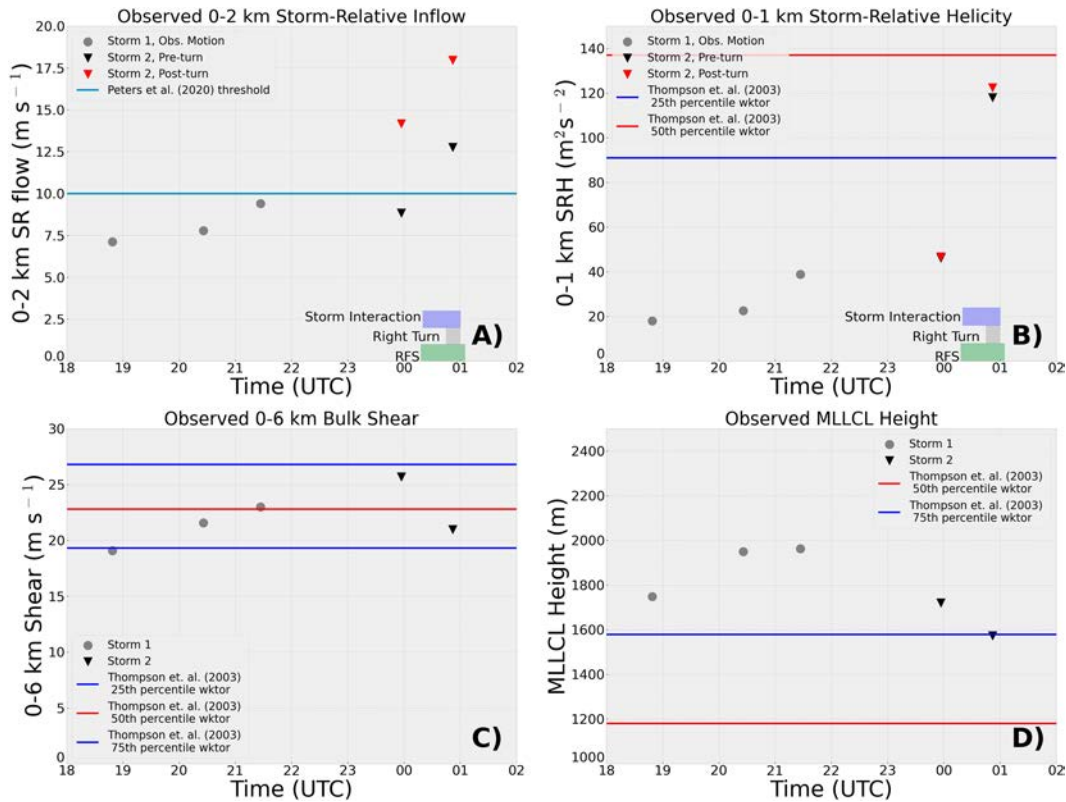 Observed 0-2 km Storm-Relative Inflow
20.0
17.5
15.0
12.5
10.0
7.5
5.0
2.5
0.0
0-2 km SR flow (m s⁻¹)
Storm 1, Obs. Motion
Storm 2, Pre-turn
Storm 2, Post-turn
Peters et al. (2020) threshold
Storm Interaction
Right Turn
RFS
A)
18 19 20 21 22 23 00 01 02
Time (UTC)
Observed 0-1 km Storm-Relative Helicity
140
120
100
80
60
40
20
0
0-1 km SRH (m²s⁻²)
Storm 1, Obs. Motion
Storm 2, Pre-turn
Storm 2, Post-turn
Thompson et al. (2003)
25th percentile wktor
Thompson et al. (2003)
50th percentile wktor
Storm Interaction
Right Turn
RFS
B)
18 19 20 21 22 23 00 01 02
Time (UTC)
Observed 0-6 km Bulk Shear
30
25
20
15
10
5
0
0-6 km Shear (m s⁻¹)
Storm 1
Storm 2
Thompson et. al. (2003)
25th percentile wktor
Thompson et. al. (2003)
50th percentile wktor
Thompson et. al. (2003)
75th percentile wktor
C)
18 19 20 21 22 23 00 01 02
Time (UTC)
Observed MLLCL Height
2400
2200
2000
1800
1600
1400
1200
1000
MLLCL Height (m)
Storm 1
Storm 2
Thompson et. al. (2003)
50th percentile wktor
Thompson et. al. (2003)
75th percentile wktor
D)
18 19 20 21 22 23 00 01 02
Time (UTC)